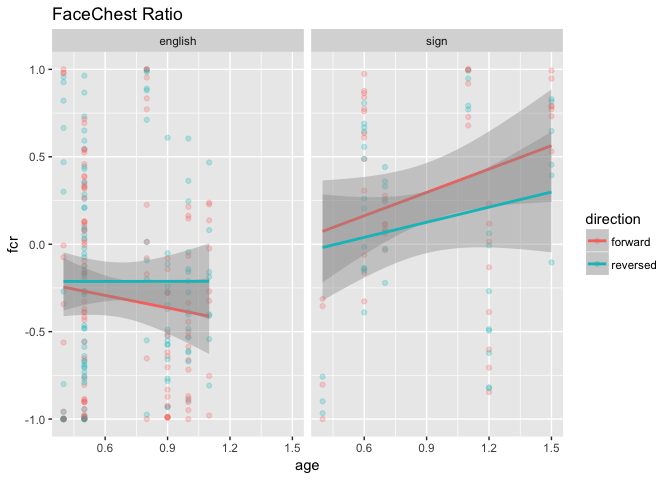 FaceChest Ratio
english
sign
1.0
0.5
0.0
-0.5
-1.0
fcr
0.6
0.9
1.2
1.5
0.6
0.9
1.2
1.5
age
direction
forward
reversed